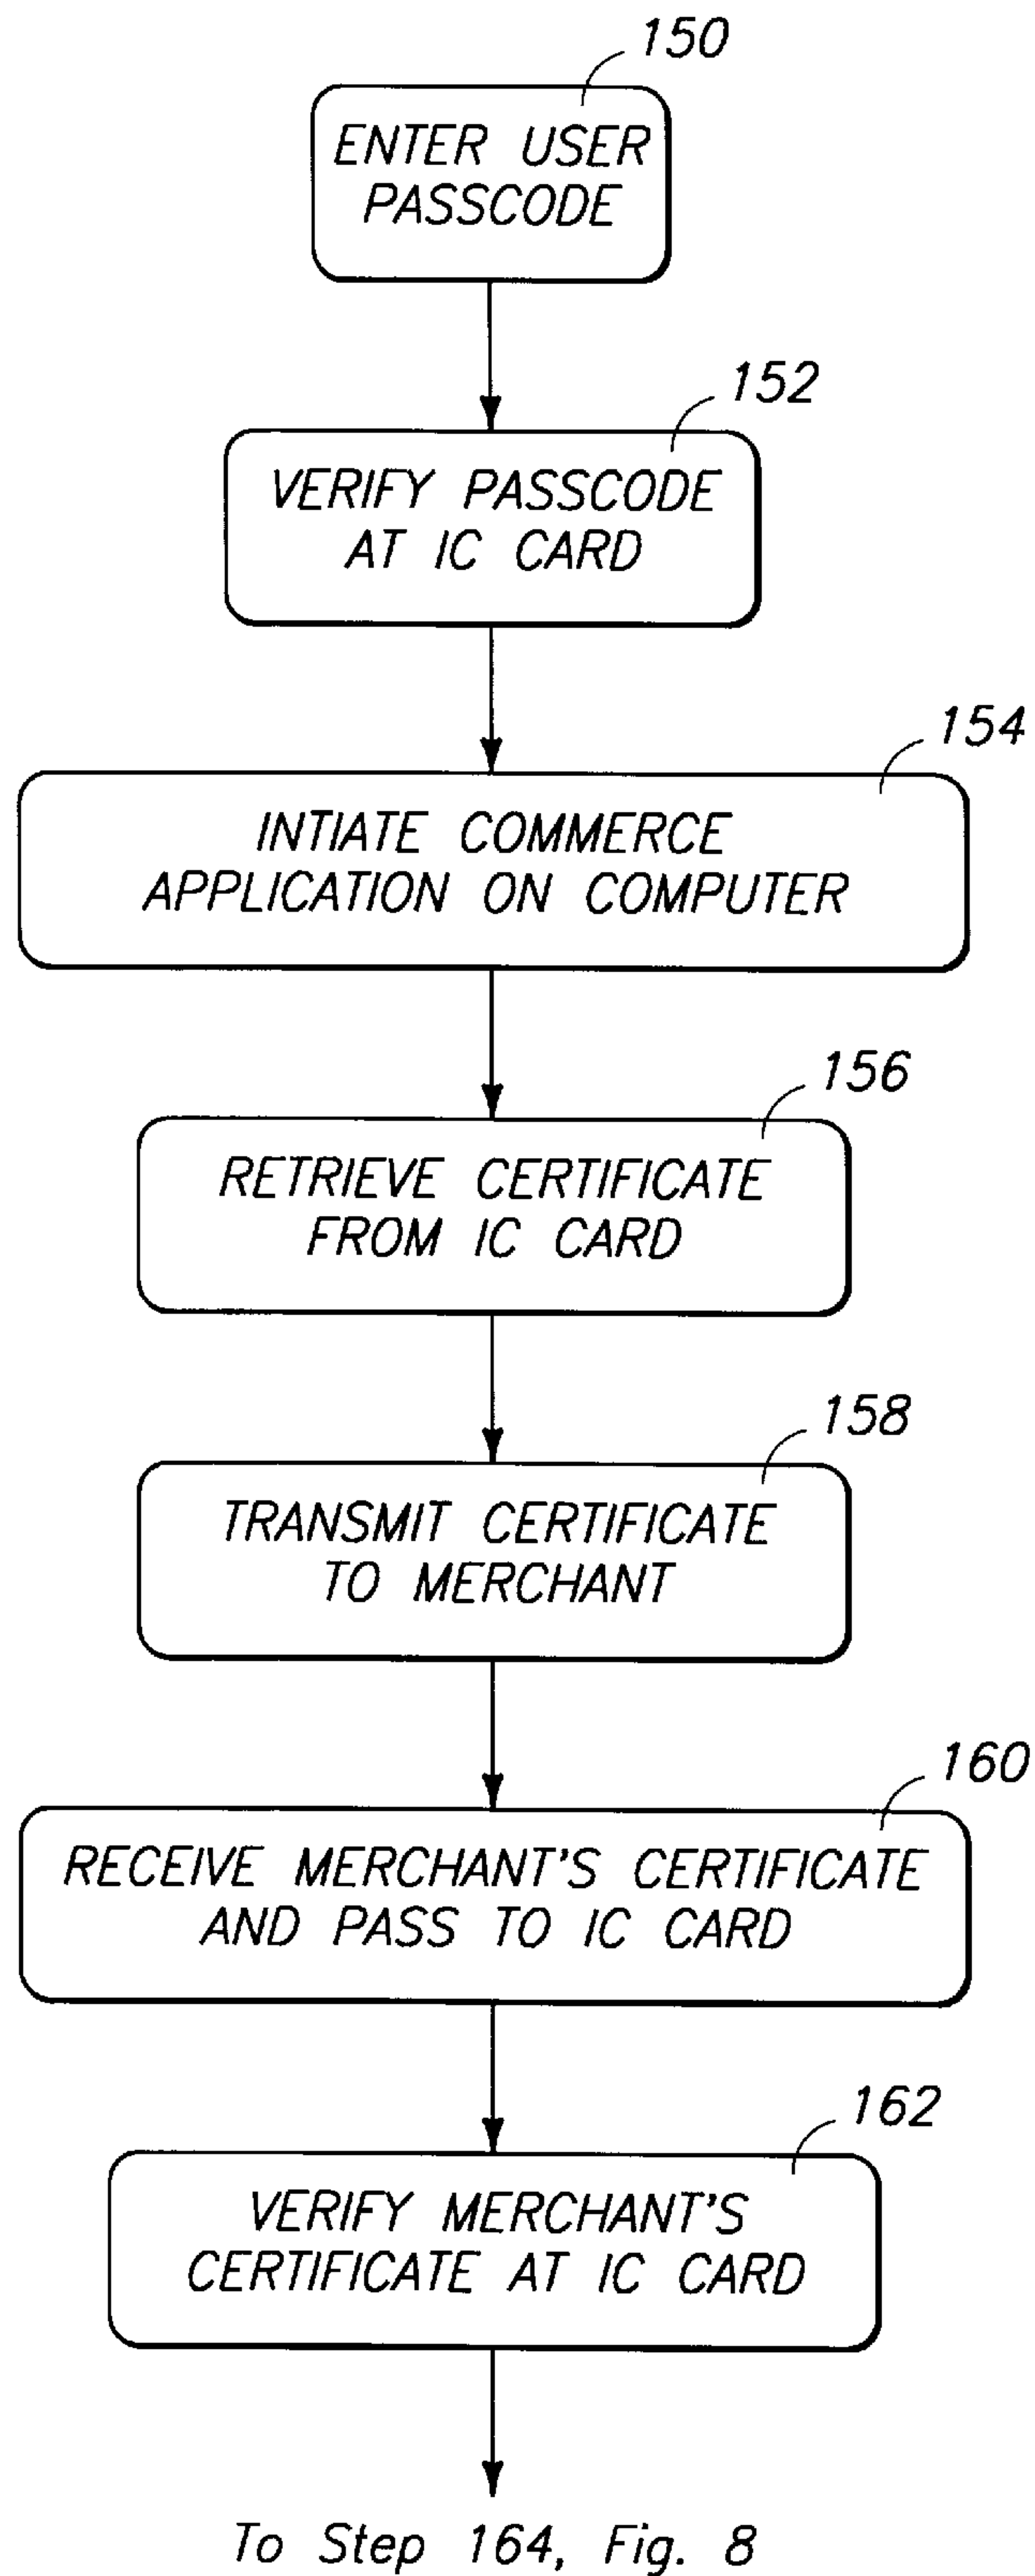 150
ENTER USER
PASSCODE
152
VERIFY PASSCODE
AT IC CARD
154
INTIATE COMMERCE
APPLICATION ON COMPUTER
156
RETRIEVE CERTIFICATE
FROM IC CARD
158
TRANSMIT CERTIFICATE
TO MERCHANT
160
RECEIVE MERCHANT'S CERTIFICATE
AND PASS TO IC CARD
162
VERIFY MERCHANT'S
CERTIFICATE AT IC CARD
To Step 164, Fig. 8